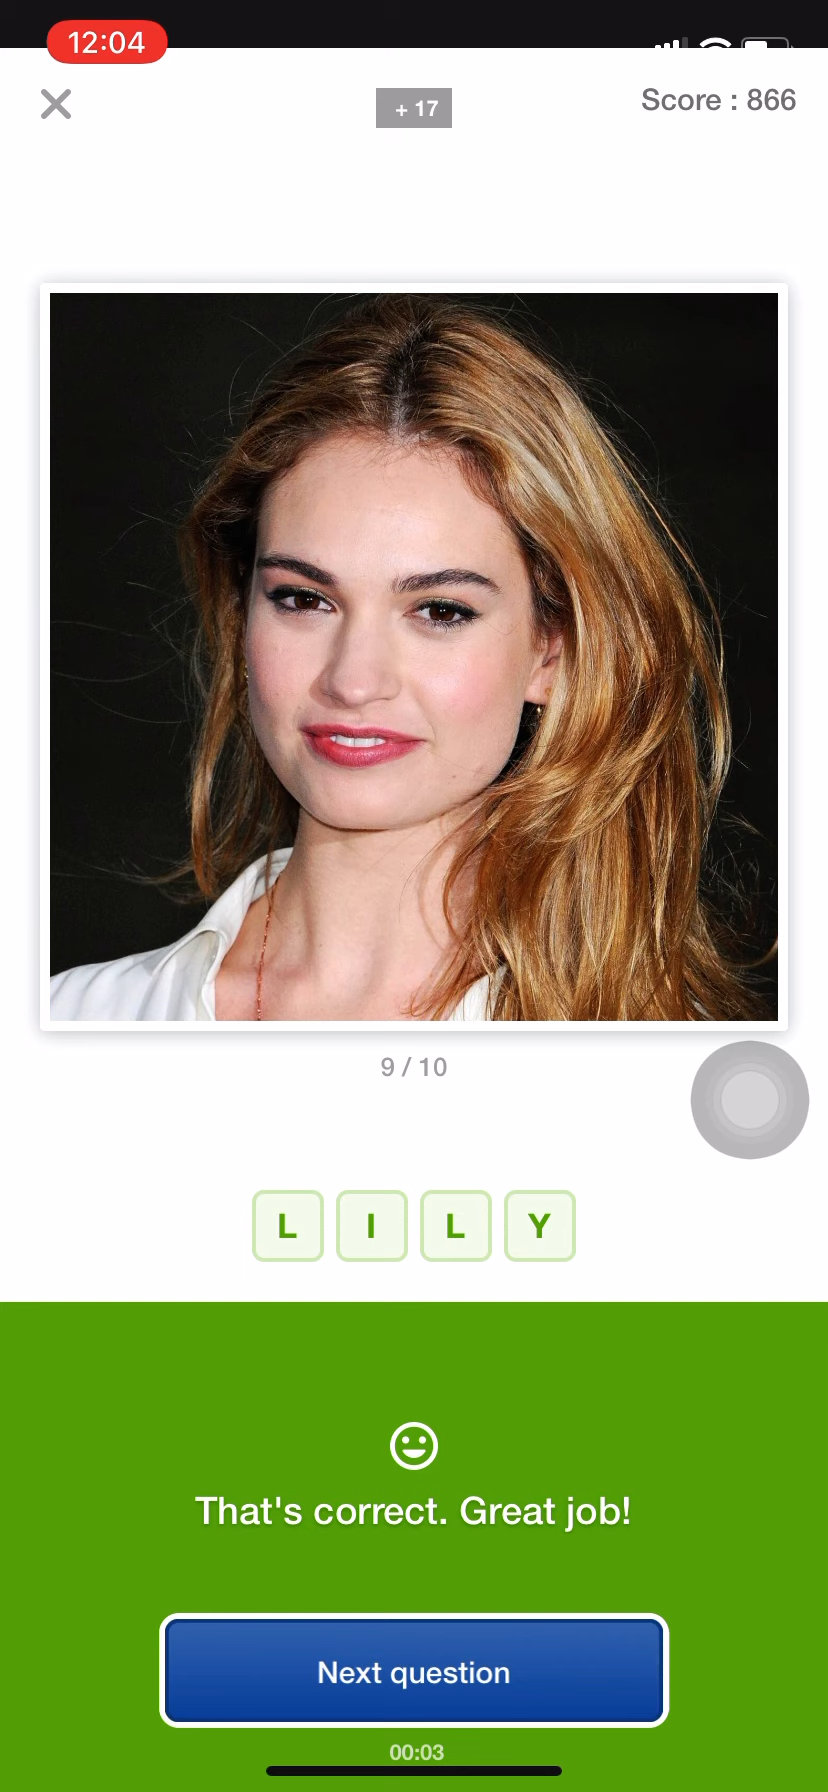 12:04
+ 17
Score : 866
9 / 10
L I L Y
That's correct. Great job!
Next question
00:03